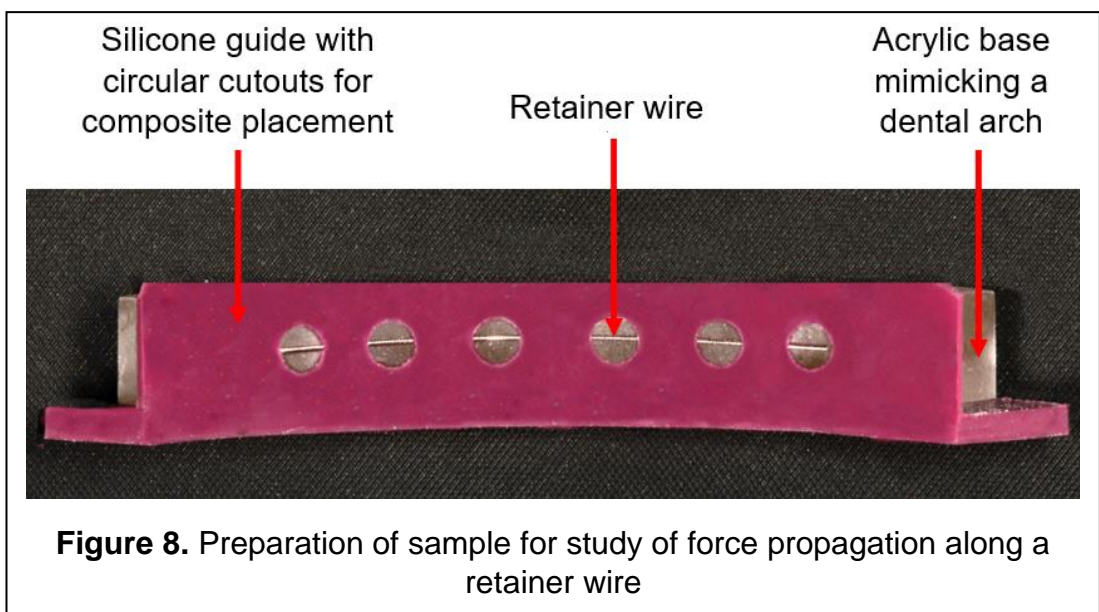 Silicone guide with
circular cutouts for
composite placement
Retainer wire
Acrylic base
mimicking a
dental arch
Figure 8. Preparation of sample for study of force propagation along a
retainer wire